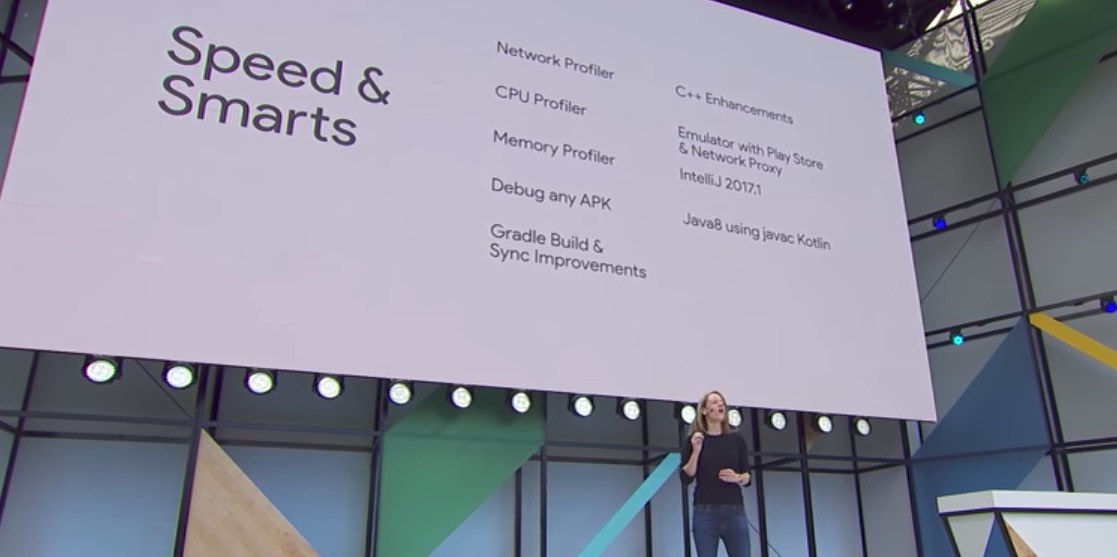 Speed &
Smarts
Network Profiler
CPU Profiler
Memory Profiler
Debug any APK
Gradle Build &
Sync Improvements
C++ Enhancements
Emulator with Play Store
& Network Proxy
IntelliJ 2017.1
Java8 using javac Kotlin